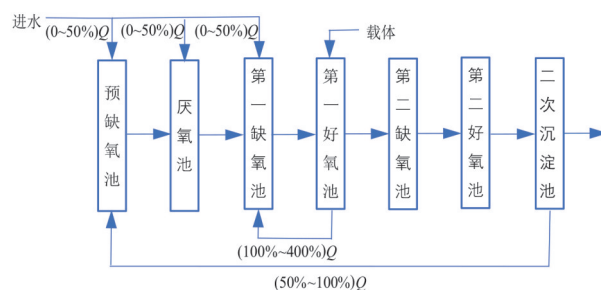 进水
(0~50%)Q (0~50%)Q (0~50%)Q
载体
预缺氧池
厌氧池
第一缺氧池
第一好氧池
第二缺氧池
第二好氧池
二次沉淀池
(100%~400%)Q
(50%~100%)Q